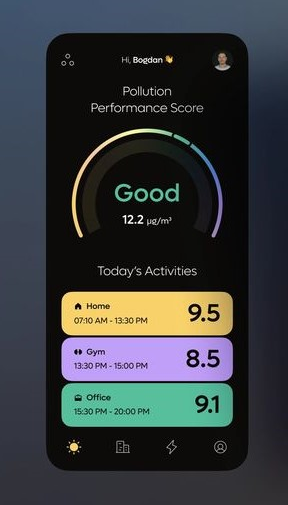 Hi, Bogdan 👋
Pollution
Performance Score
Good
12.2 µg/m³
Today's Activities
Home
07:10 AM - 13:30 PM
9.5
Gym
13:30 PM - 15:00 PM
8.5
Office
15:30 PM - 20:00 PM
9.1